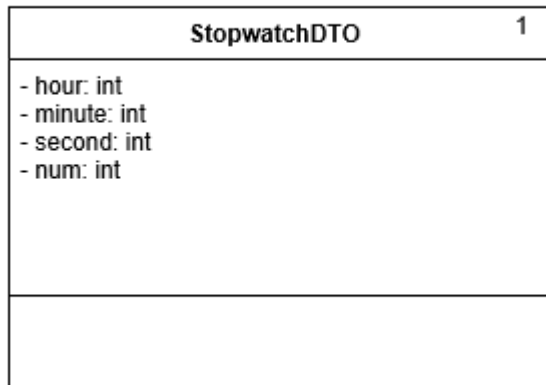 StopwatchDTO 1
- hour: int
- minute: int
- second: int
- num: int